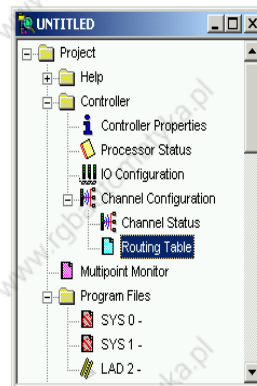 UNTITLED
Project
Help
Controller
Controller Properties
Processor Status
IO Configuration
Channel Configuration
Channel Status
Routing Table
Multipoint Monitor
Program Files
SYS 0 -
SYS 1 -
LAD 2 -